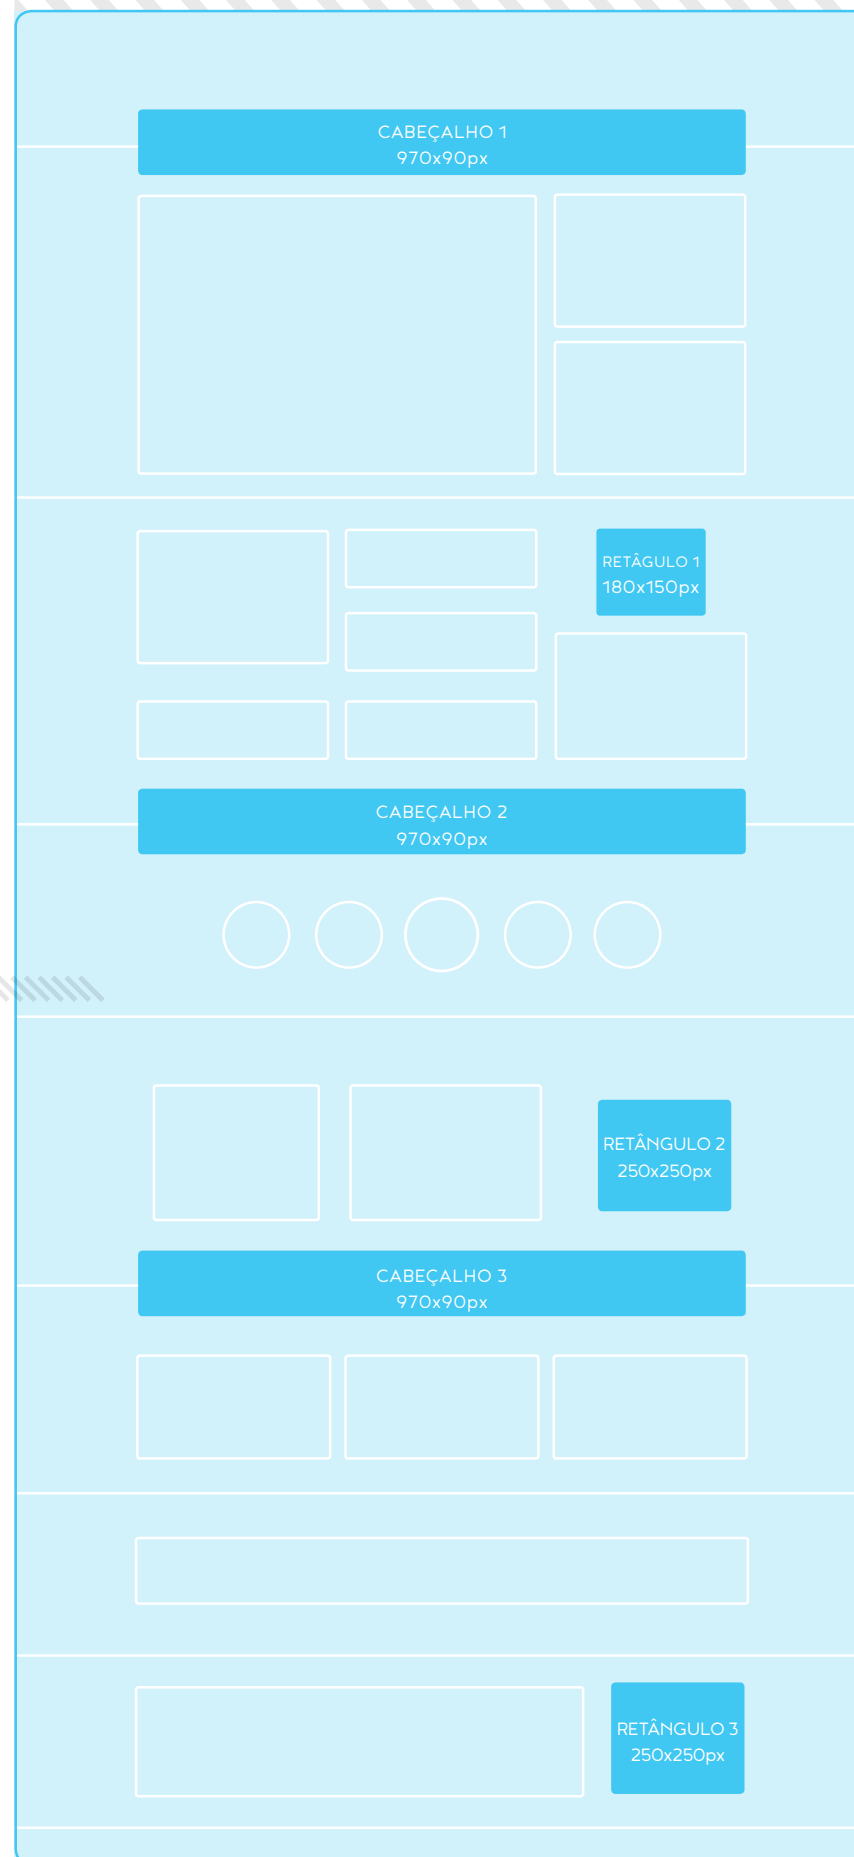 CABEÇALHO 1
970x90px
RETÂGULO 1
180x150px
CABEÇALHO 2
970x90px
RETÂNGULO 2
250x250px
CABEÇALHO 3
970x90px
RETÂNGULO 3
250x250px